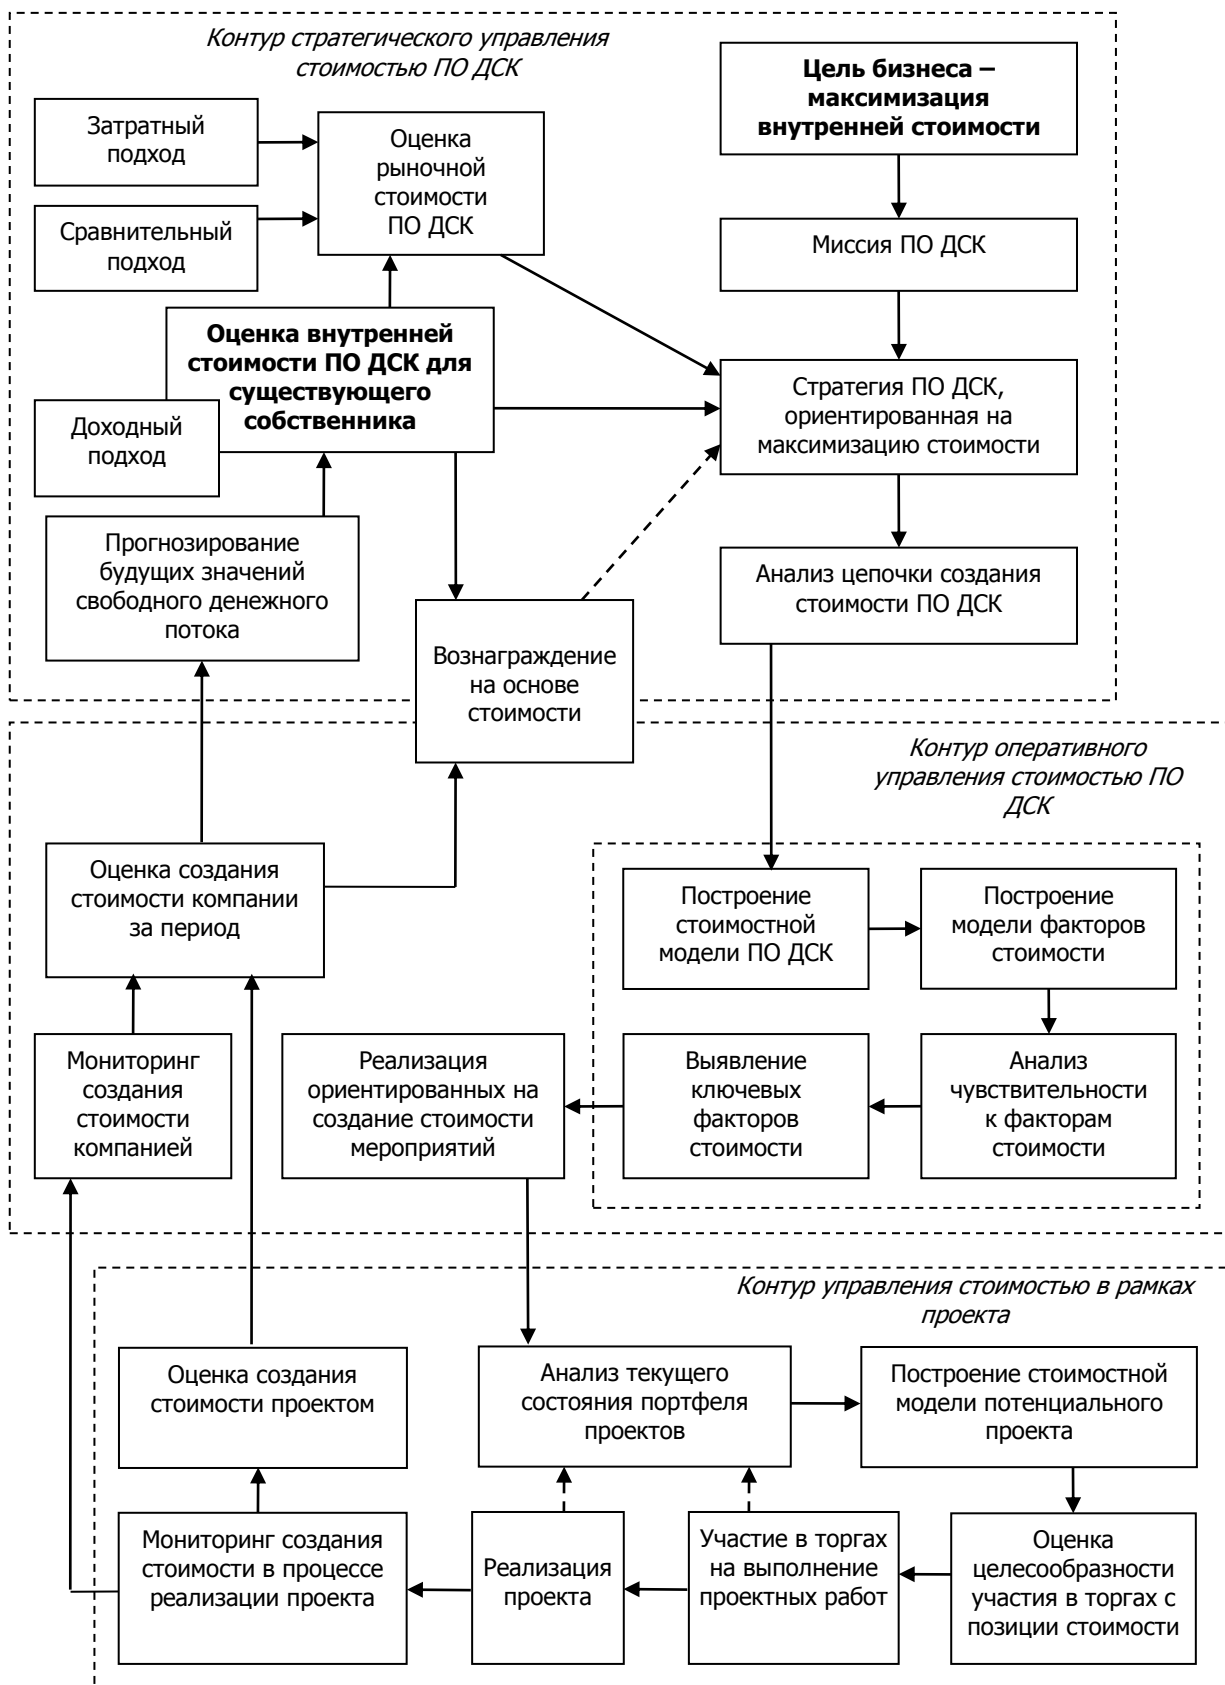 Контур стратегического управления
стоимостью ПО ДСК
Цель бизнеса –
максимизация
внутренней стоимости
Затратный
подход
Оценка
рыночной
стоимости
ПО ДСК
Сравнительный
подход
Миссия ПО ДСК
Оценка внутренней
стоимости ПО ДСК для
существующего
собственника
Стратегия ПО ДСК,
ориентированная на
максимизацию стоимости
Доходный
подход
Прогнозирование
будущих значений
свободного денежного
потока
Анализ цепочки создания
стоимости ПО ДСК
Вознаграждение
на основе
стоимости
Контур оперативного
управления стоимостью ПО
ДСК
Оценка создания
стоимости компании
за период
Построение
стоимостной
модели ПО ДСК
Построение
модели факторов
стоимости
Мониторинг
создания
стоимости
компанией
Реализация
ориентированных на
создание стоимости
мероприятий
Выявление
ключевых
факторов
стоимости
Анализ
чувствительности
к факторам
стоимости
Контур управления стоимостью в рамках
проекта
Оценка создания
стоимости проектом
Анализ текущего
состояния портфеля
проектов
Построение стоимостной
модели потенциального
проекта
Мониторинг создания
стоимости в процессе
реализации проекта
Реализация
проекта
Участие в торгах
на выполнение
проектных работ
Оценка
целесообразности
участия в торгах с
позиции стоимости